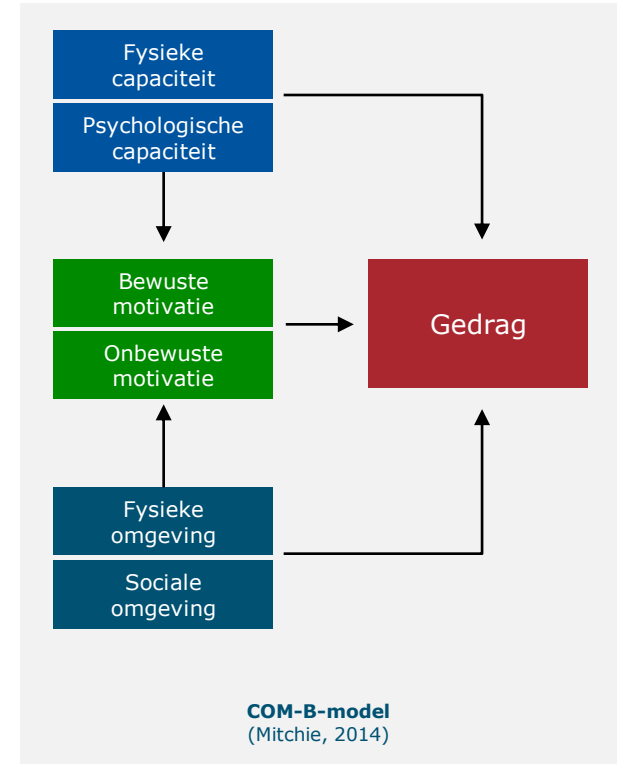 Fysieke
capaciteit
Psychologische
capaciteit
Bewuste
motivatie
Onbewuste
motivatie
Gedrag
Fysieke
omgeving
Sociale
omgeving
COM-B-model
(Mitchie, 2014)